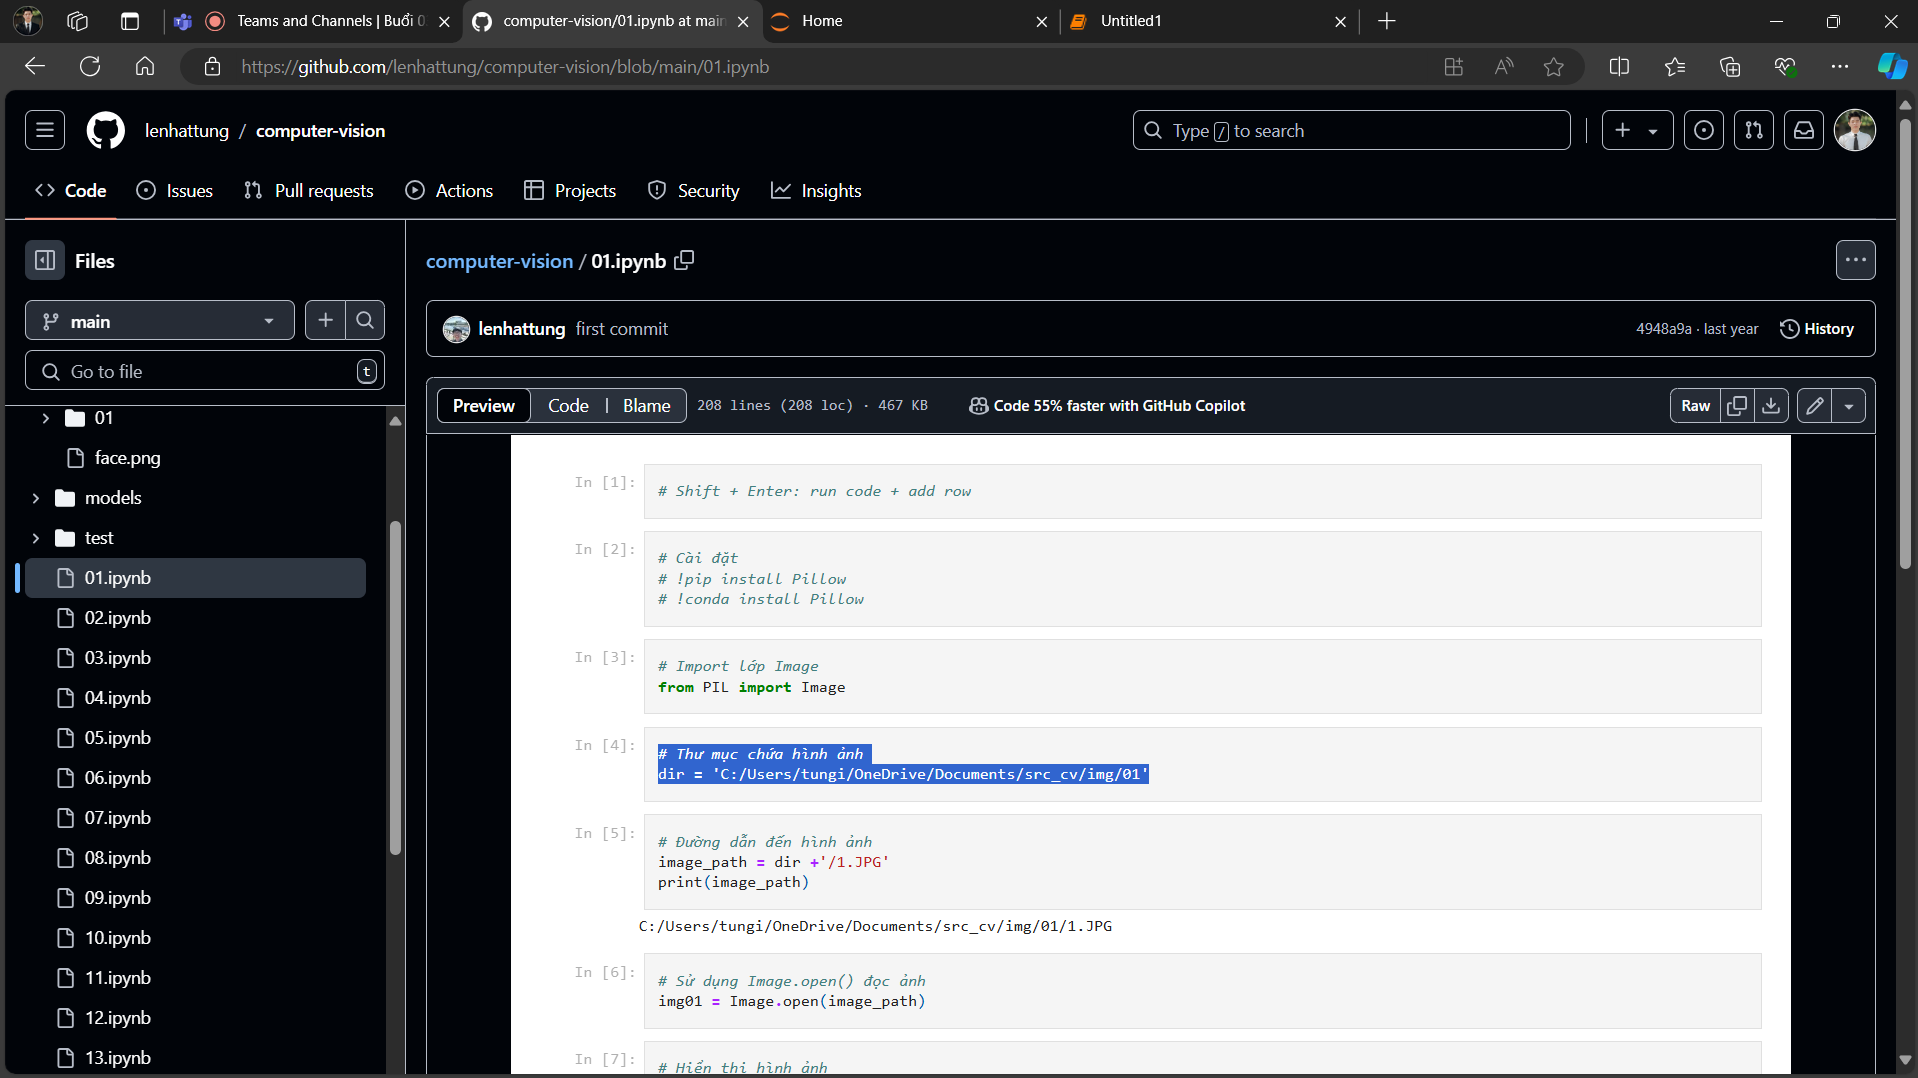 Teams and Channels | Buổi 0
computer-vision/01.ipynb at main
Home
Untitled1
https://github.com/lenhattung/computer-vision/blob/main/01.ipynb
lenhattung / computer-vision
Type / to search
Code
Issues
Pull requests
Actions
Projects
Security
Insights
Files
computer-vision / 01.ipynb
main
lenhattung first commit
4948a9a · last year
History
Go to file
t
Preview
Code
Blame
208 lines (208 loc) · 467 KB
Code 55% faster with GitHub Copilot
Raw
01
face.png
models
test
01.ipynb
02.ipynb
03.ipynb
04.ipynb
05.ipynb
06.ipynb
07.ipynb
08.ipynb
09.ipynb
10.ipynb
11.ipynb
12.ipynb
13.ipynb
In [1]:
# Shift + Enter: run code + add row
In [2]:
# Cài đặt
# !pip install Pillow
# !conda install Pillow
In [3]:
# Import lớp Image
from PIL import Image
In [4]:
# Thư mục chứa hình ảnh
dir = 'C:/Users/tungi/OneDrive/Documents/src_cv/img/01'
In [5]:
# Đường dẫn đến hình ảnh
image_path = dir +'/1.JPG'
print(image_path)
C:/Users/tungi/OneDrive/Documents/src_cv/img/01/1.JPG
In [6]:
# Sử dụng Image.open() đọc ảnh
img01 = Image.open(image_path)
In [7]:
# Hiển thị hình ảnh